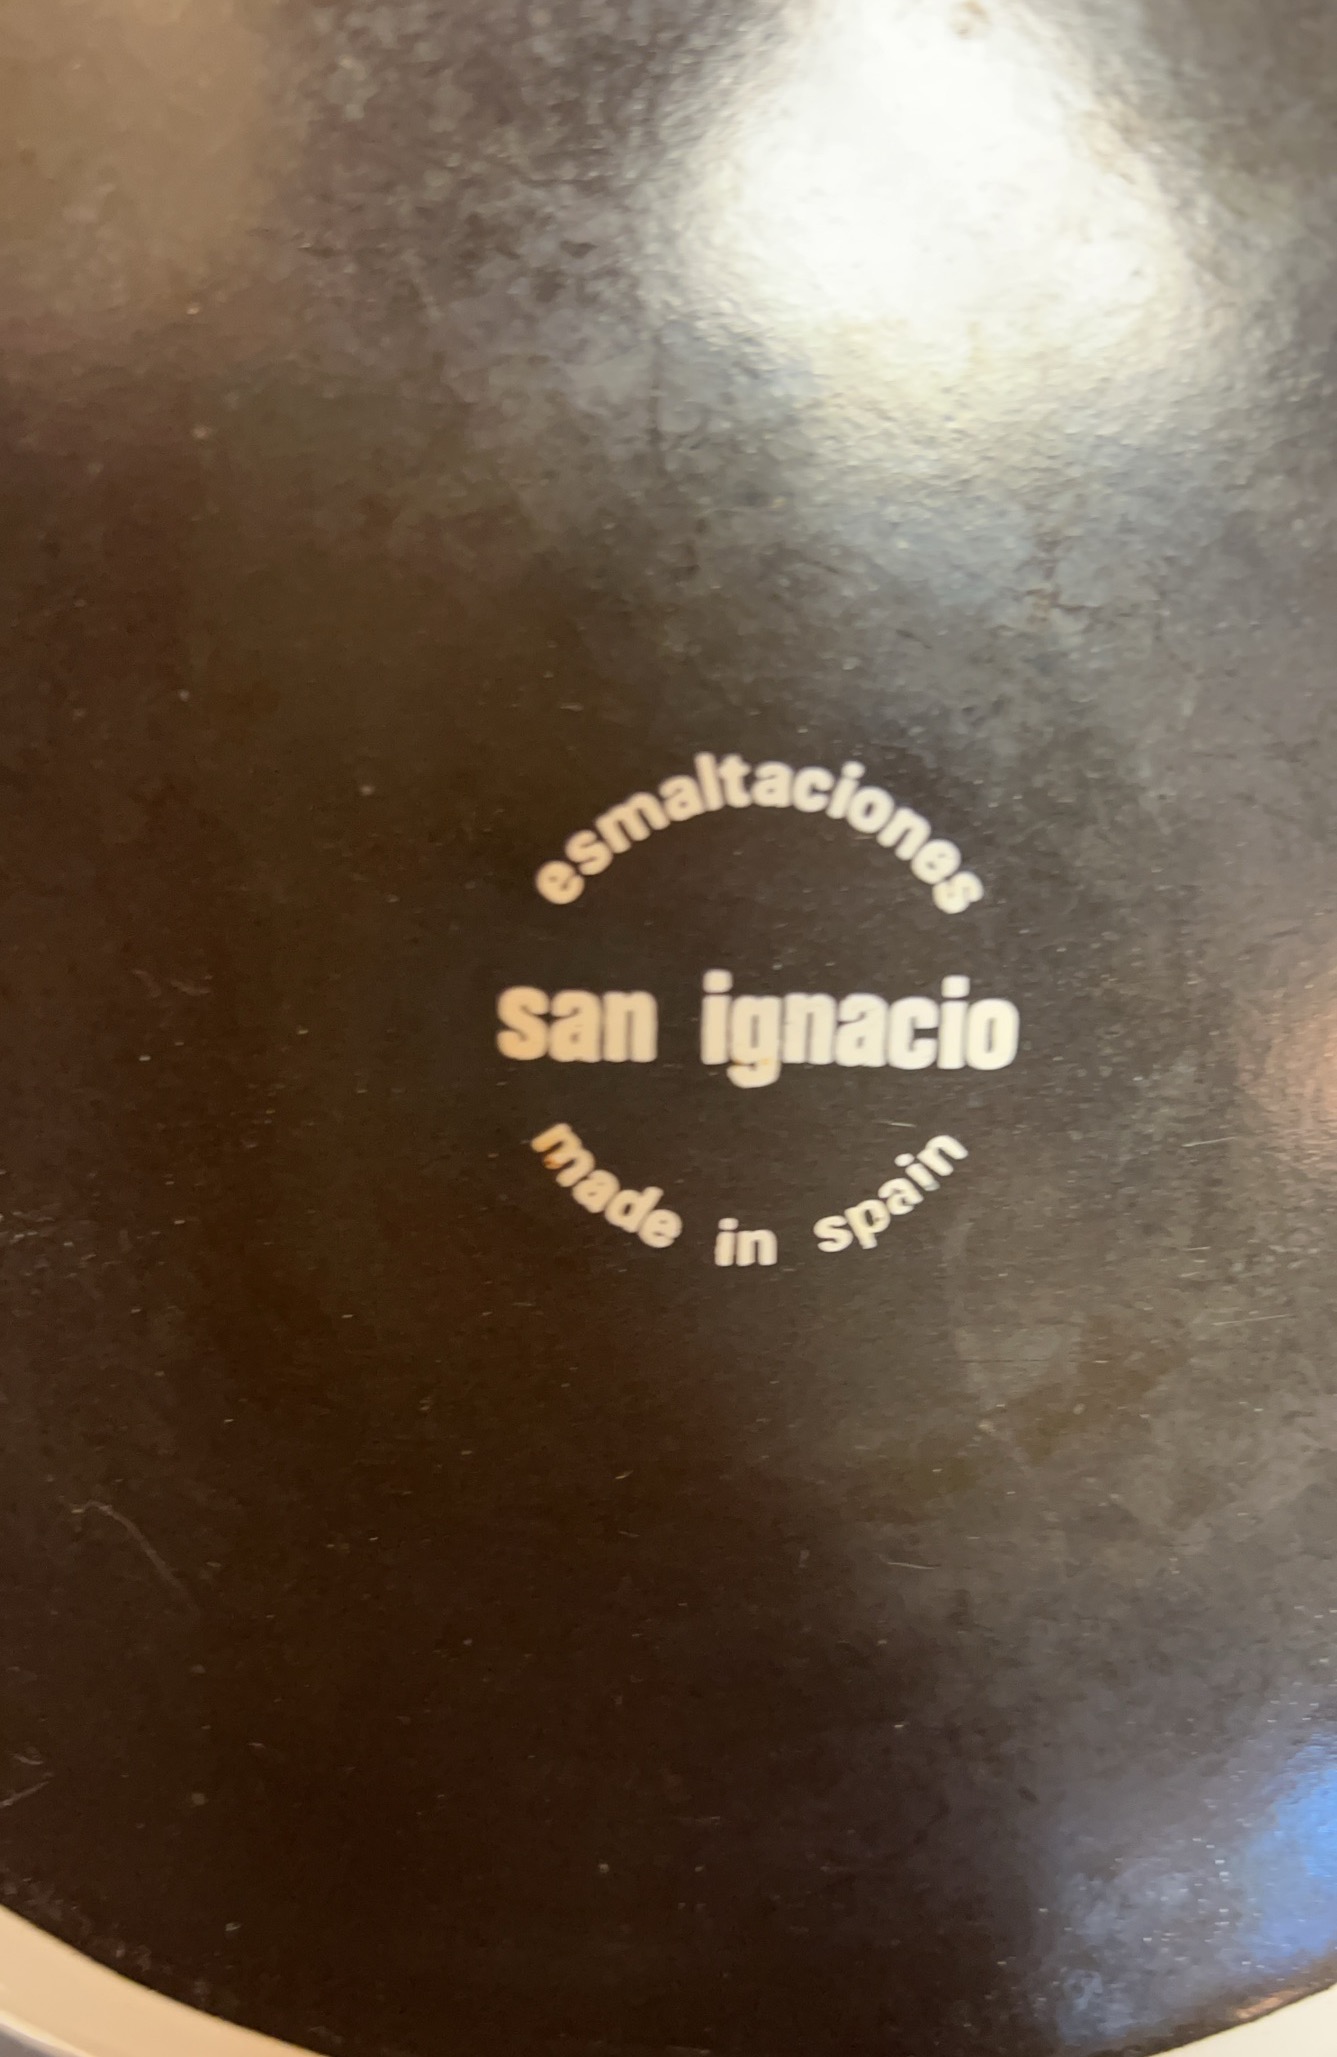 esmaltaciones
san ignacio
made in spain